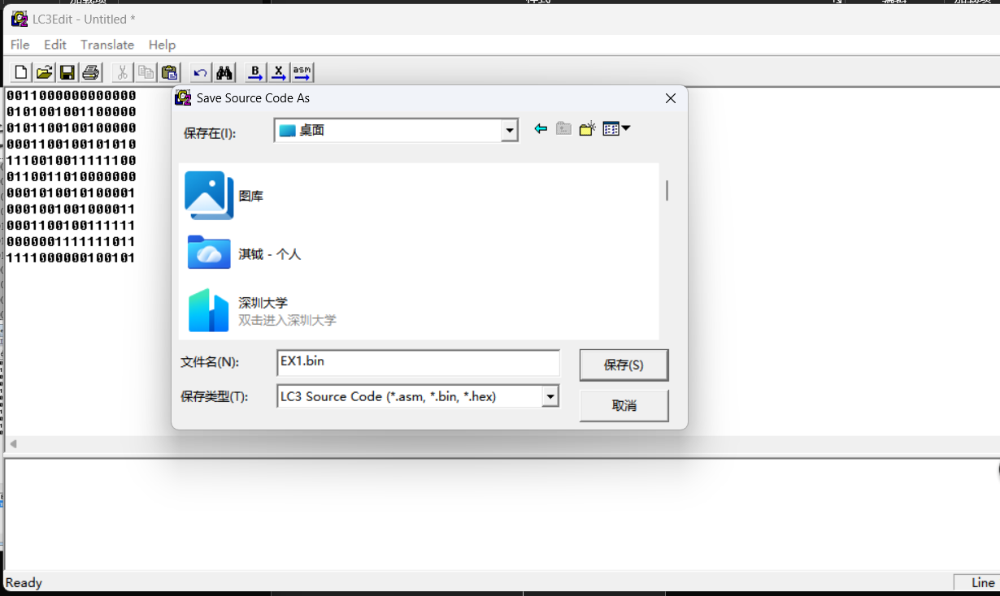 LC3Edit - Untitled *
File Edit Translate Help
B X asm
0011000000000000
0101001001100000
0101100100100000
0001100100101010
1110010011111100
0110011010000000
0001010010100001
0001001001000011
0001100100111111
0000001111111011
1111000000100101
Save Source Code As
保存在(I):
桌面
图库
淇钺 - 个人
深圳大学
双击进入深圳大学
文件名(N):
EX1.bin
保存(S)
保存类型(T):
LC3 Source Code (*.asm, *.bin, *.hex)
取消
Ready
Line